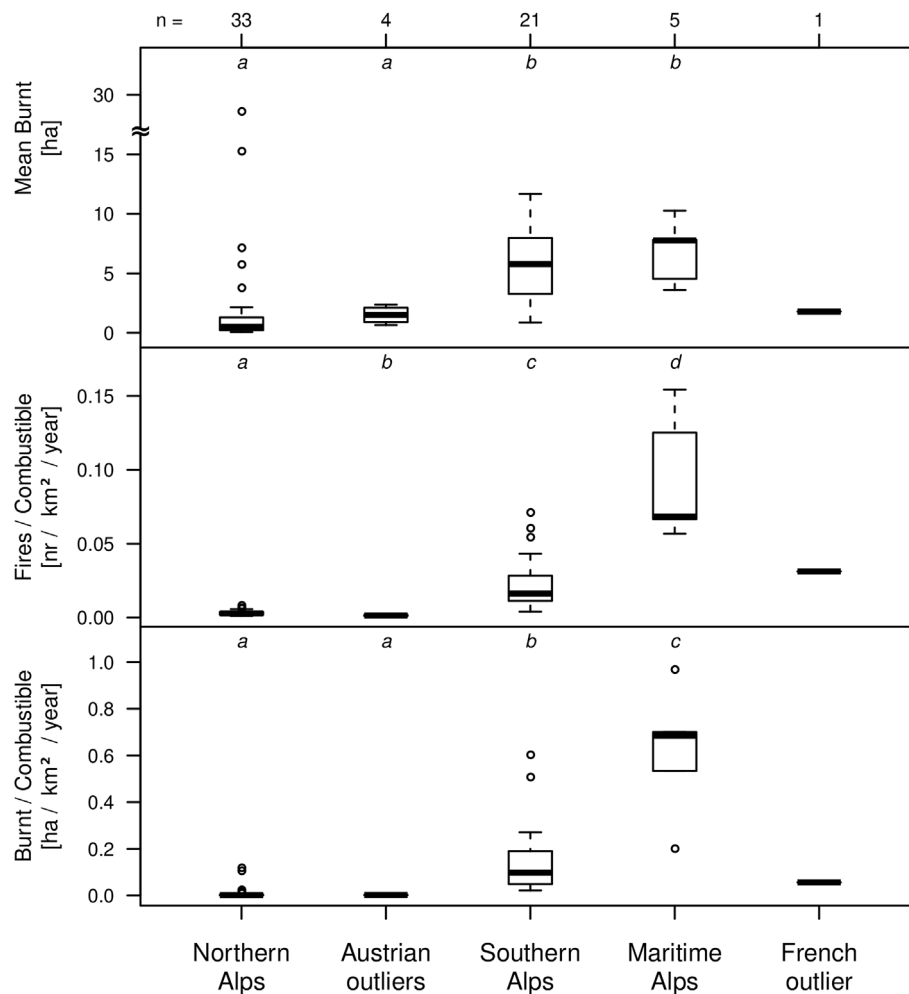 n = 33 4 21 5 1
a a b b
Mean Burnt
[ha]
30
15
10
5
0
a b c d
Fires / Combustible
[nr / km² / year]
0.15
0.10
0.05
0.00
a a b c
Burnt / Combustible
[ha / km² / year]
1.0
0.8
0.6
0.4
0.2
0.0
Northern
Alps
Austrian
outliers
Southern
Alps
Maritime
Alps
French
outlier